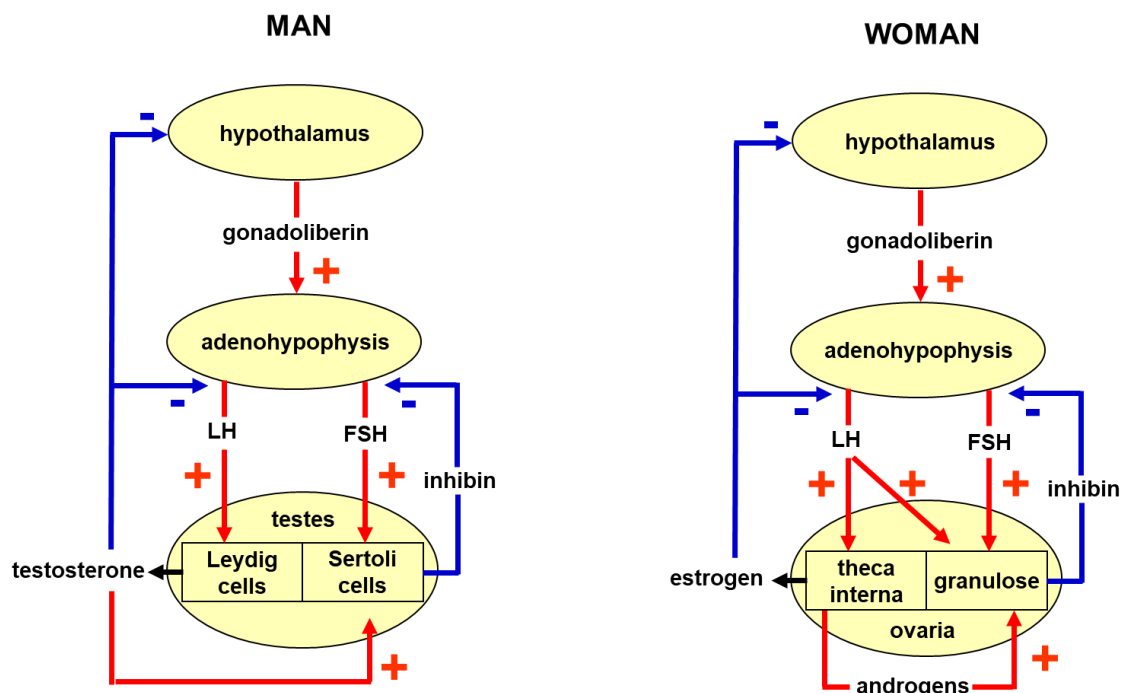 MAN
hypothalamus
-
gonadoliberin
+
adenohypophysis
-
-
LH
FSH
+
+
inhibin
testes
Leydig
cells
Sertoli
cells
testosterone
+
WOMAN
hypothalamus
-
gonadoliberin
+
adenohypophysis
-
-
LH
FSH
+
+
+
inhibin
estrogen
theca
interna
granulose
ovaria
+
androgens